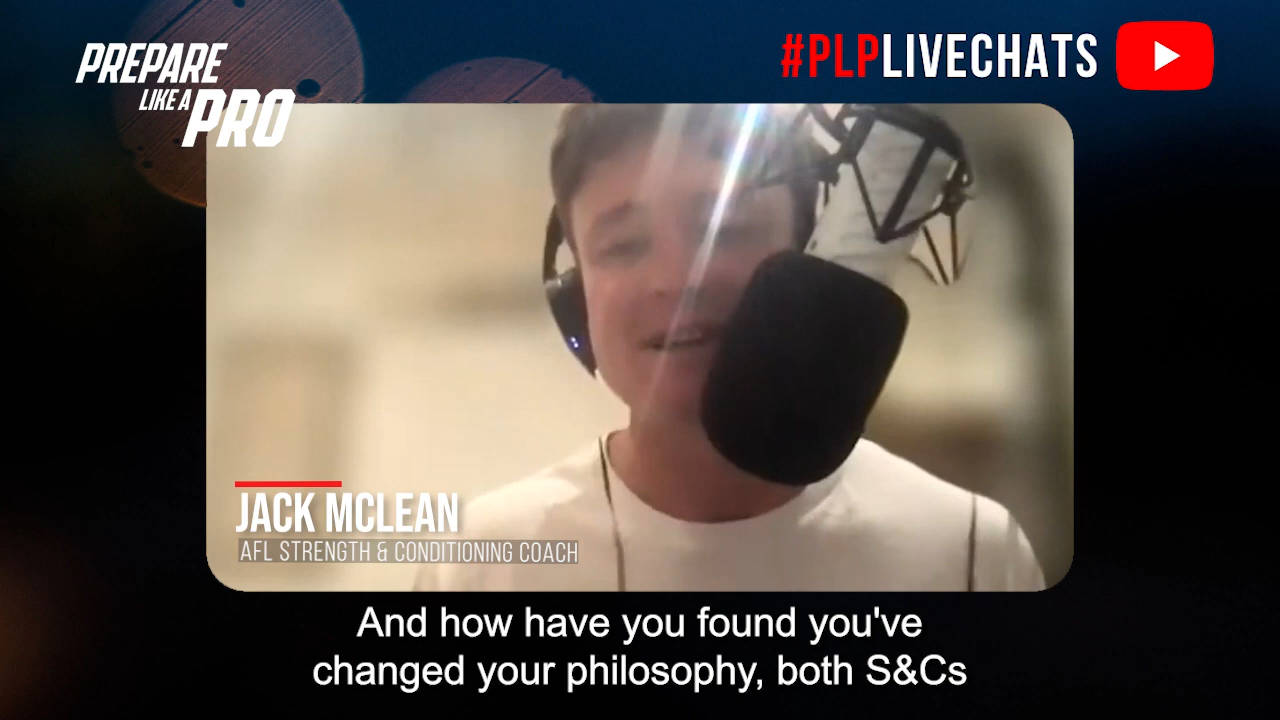 PREPARE
LIKE A
PRO
#PLPLIVECHATS
JACK MCLEAN
AFL STRENGTH & CONDITIONING COACH
And how have you found you've
changed your philosophy, both S&Cs